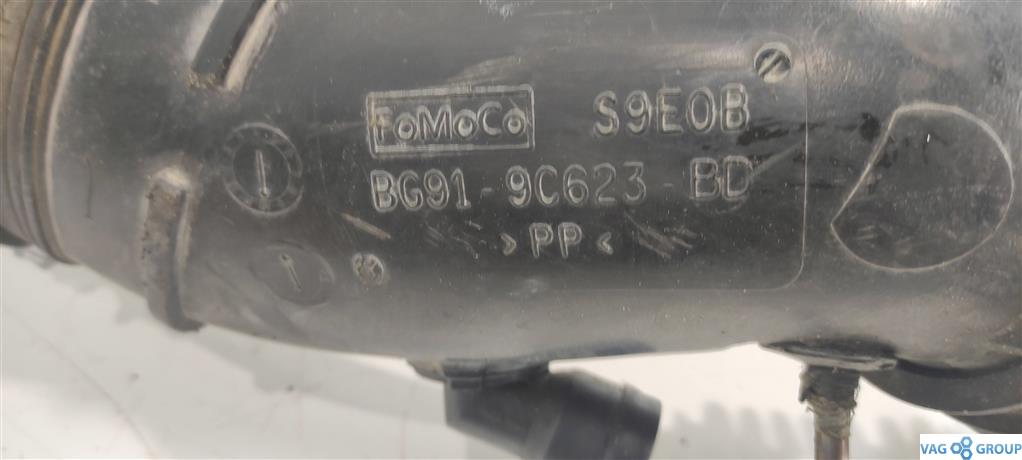 FoMoCo S9E0B
BG91-9C623-BD
>PP<
VAG GROUP